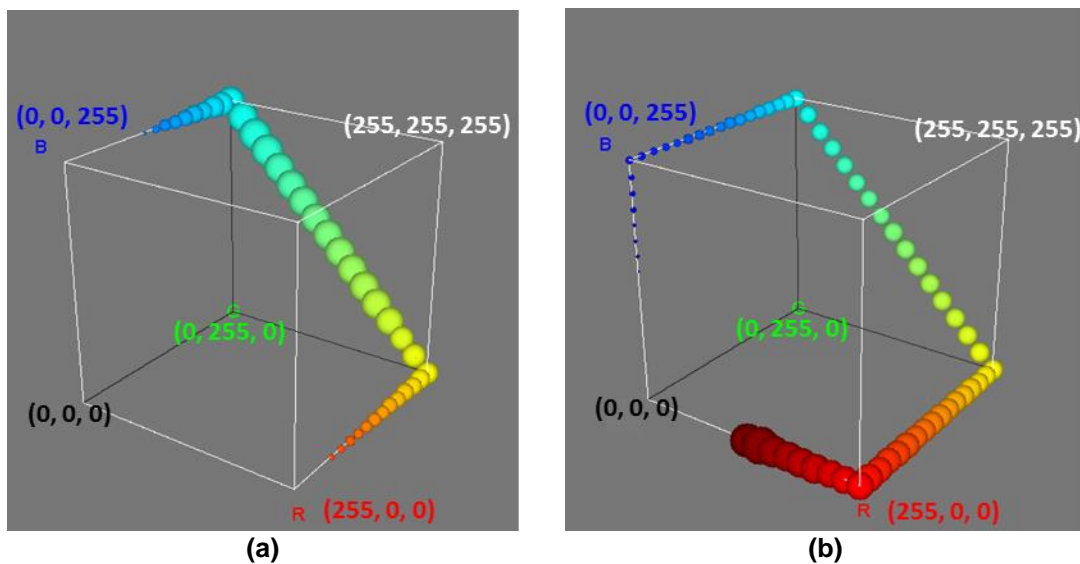 (0, 0, 255)
B
(255, 255, 255)
G
(0, 255, 0)
(0, 0, 0)
R
(255, 0, 0)
(a)
(0, 0, 255)
B
(255, 255, 255)
G
(0, 255, 0)
(0, 0, 0)
R
(255, 0, 0)
(b)